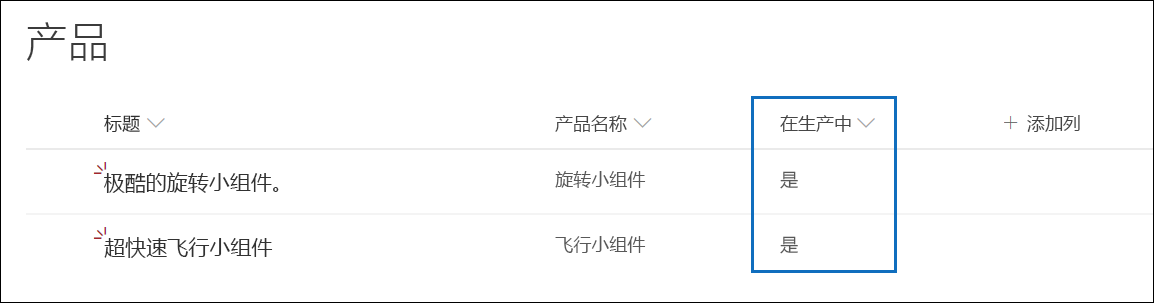 产品
标题 产品名称 在生产中 + 添加列
极酷的旋转小组件。 旋转小组件 是
超快速飞行小组件 飞行小组件 是